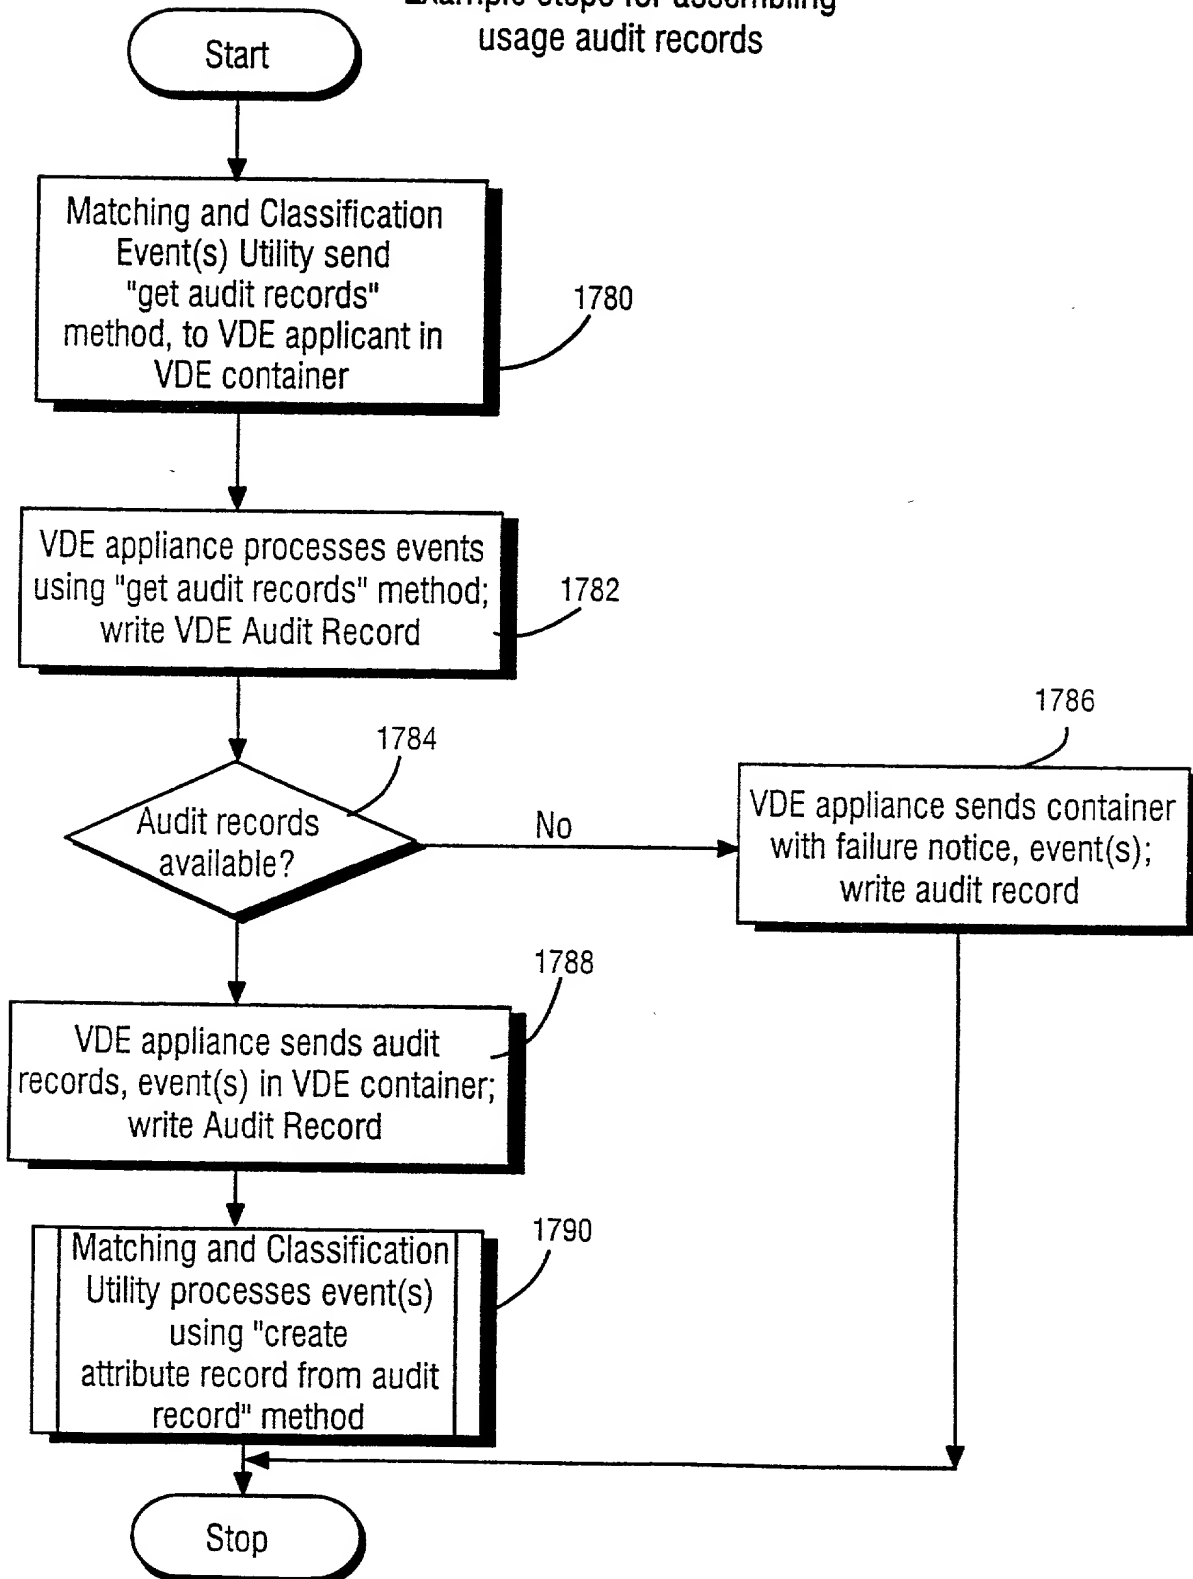 Example steps for assembling
usage audit records
Start
Matching and Classification
Event(s) Utility send
"get audit records"
method, to VDE applicant in
VDE container
1780
VDE appliance processes events
using "get audit records" method;
write VDE Audit Record
1782
1784
Audit records
available?
No
1786
VDE appliance sends container
with failure notice, event(s);
write audit record
1788
VDE appliance sends audit
records, event(s) in VDE container;
write Audit Record
1790
Matching and Classification
Utility processes event(s)
using "create
attribute record from audit
record" method
Stop